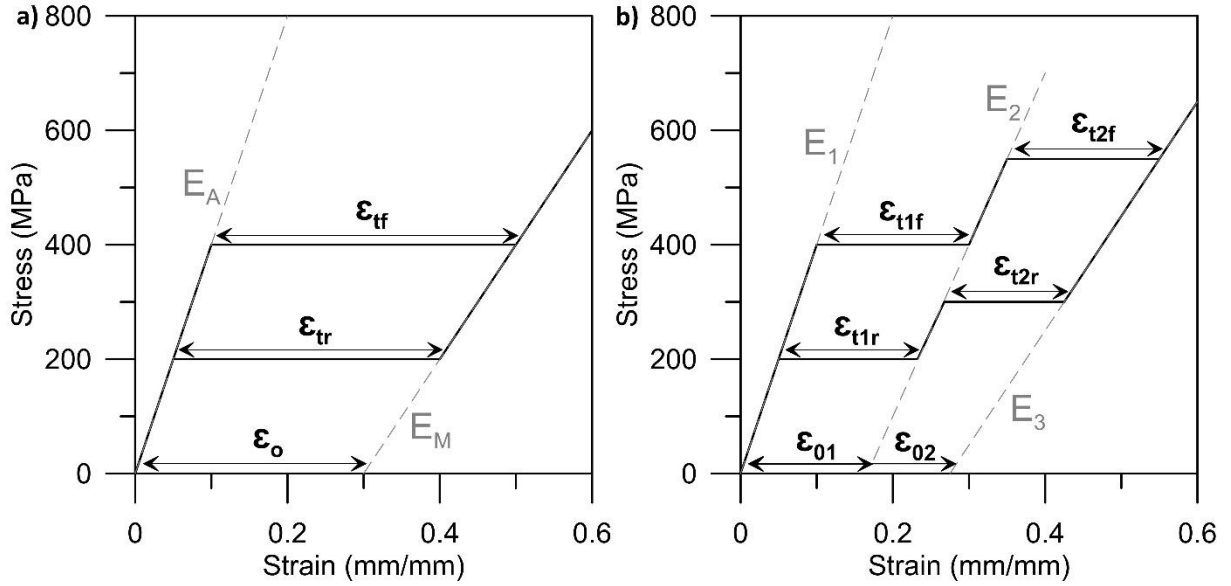 a)
800
600
400
200
0
Stress (MPa)
E_A
ε_tf
ε_tr
ε_o
E_M
0 0.2 0.4 0.6
Strain (mm/mm)
b)
800
600
400
200
0
Stress (MPa)
E_1
E_2
ε_t2f
ε_t1f
ε_t2r
ε_t1r
E_3
ε_01 ε_02
0 0.2 0.4 0.6
Strain (mm/mm)